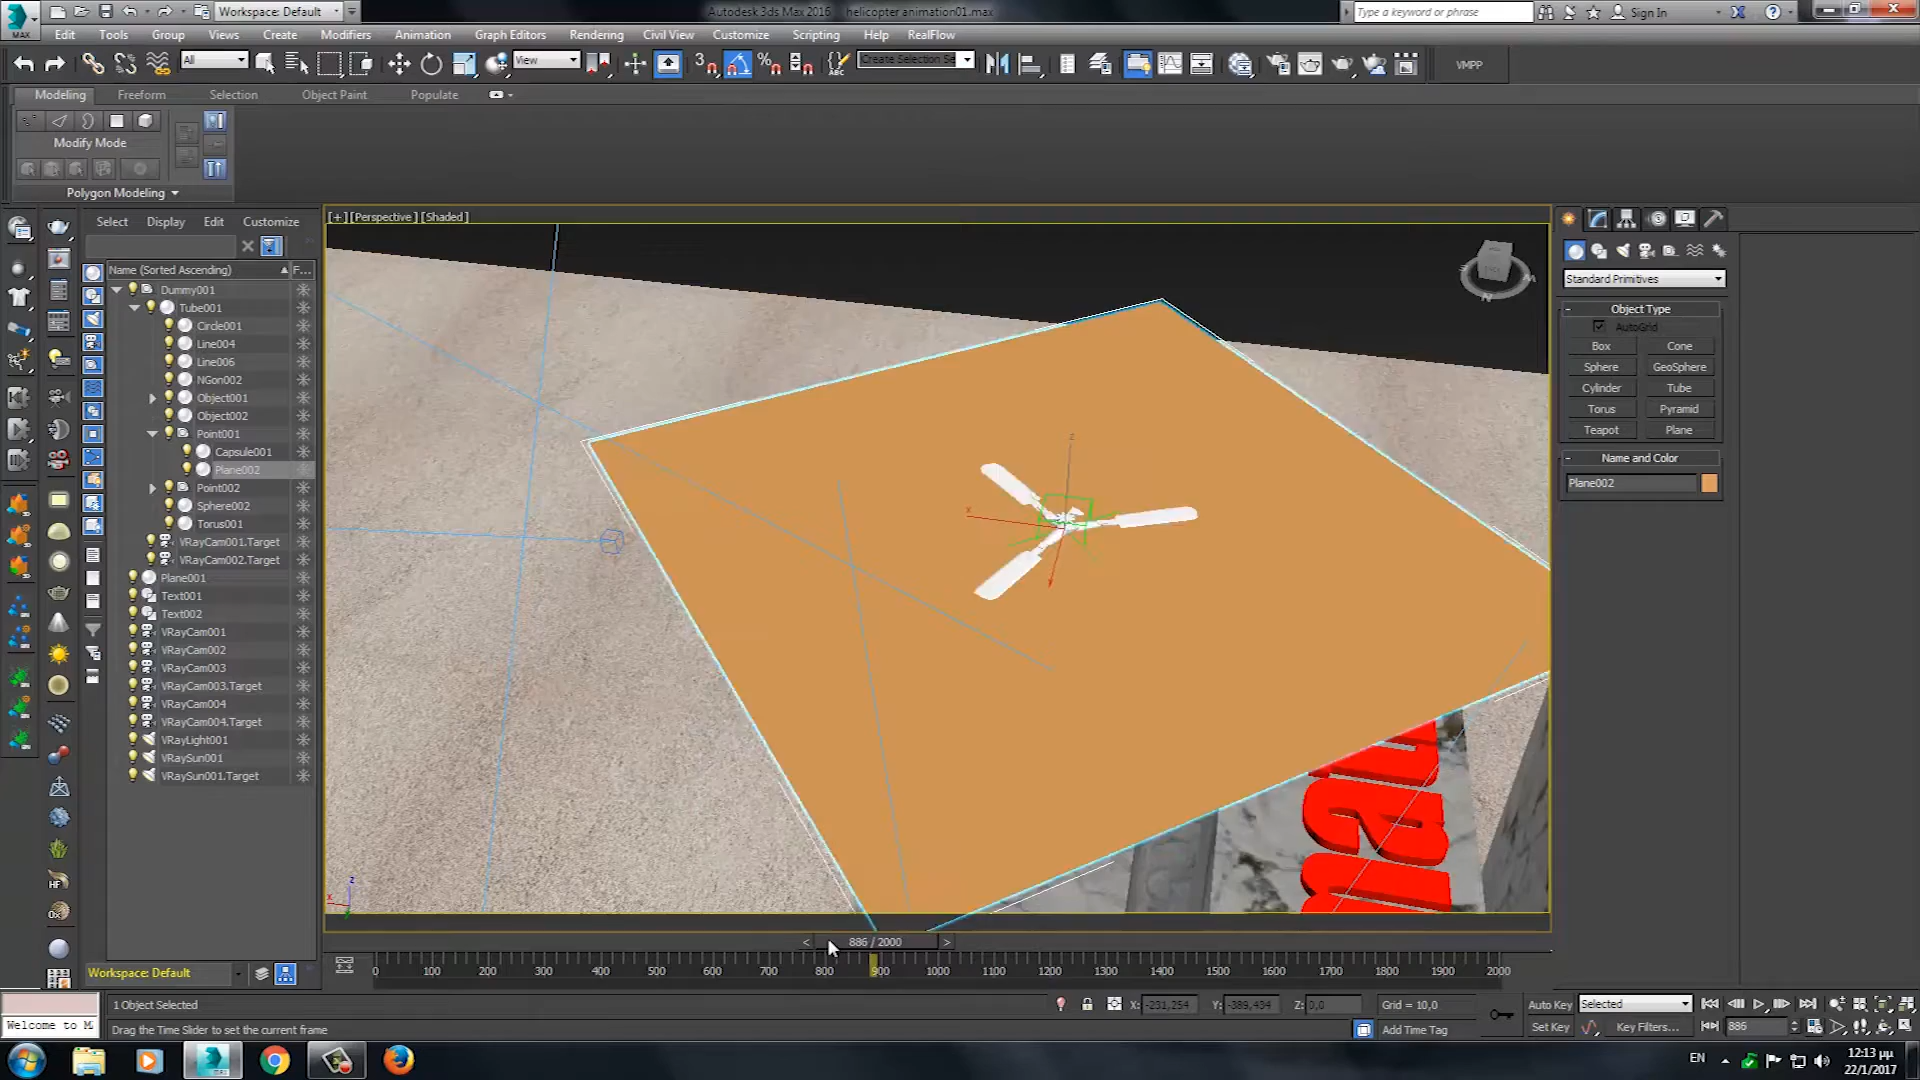 MAX
Workspace: Default
Autodesk 3ds Max 2016 helicopter animation01.max
Type a keyword or phrase
Sign In
Edit Tools Group Views Create Modifiers Animation Graph Editors Rendering Civil View Customize Scripting Help RealFlow
All
View
3
%
ABC
Create Selection Se
VMPP
Modeling Freeform Selection Object Paint Populate
Modify Mode
Polygon Modeling
Select Display Edit Customize
Name (Sorted Ascending) F...
Dummy001
Tube001
Circle001
Line004
Line006
NGon002
Object001
Object002
Point001
Capsule001
Plane002
Point002
Sphere002
Torus001
VRayCam001.Target
VRayCam002.Target
Plane001
Text001
Text002
VRayCam001
VRayCam002
VRayCam003
VRayCam003.Target
VRayCam004
VRayCam004.Target
VRayLight001
VRaySun001
VRaySun001.Target
HF
Workspace: Default
[+] [Perspective] [Shaded]
z
x
N
Standard Primitives
- Object Type
AutoGrid
Box Cone
Sphere GeoSphere
Cylinder Tube
Torus Pyramid
Teapot Plane
- Name and Color
Plane002
z
x
< 886 / 2000 >
0 100 200 300 400 500 600 700 800 900 1000 1100 1200 1300 1400 1500 1600 1700 1800 1900 2000
1 Object Selected
X: -231,254 Y: -389,434 Z: 0,0 Grid = 10,0
Auto Key Selected
Welcome to M
Drag the Time Slider to set the current frame
Add Time Tag
Set Key Key Filters... 886
EN
12:13 μμ
22/1/2017